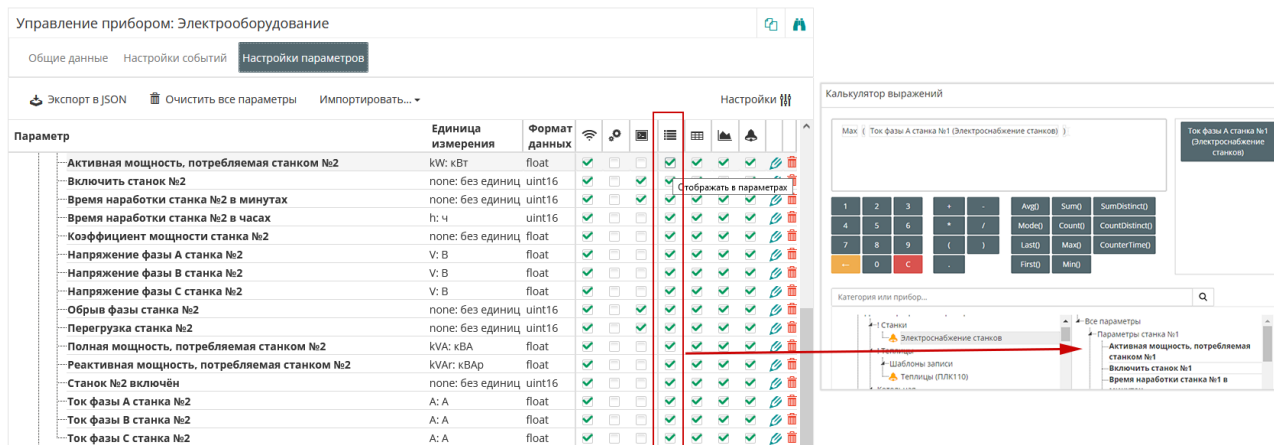 Управление прибором: Электрооборудование
Общие данные Настройки событий Настройки параметров
Экспорт в JSON Очистить все параметры Импортировать... Настройки
Параметр Единица измерения Формат данных
Активная мощность, потребляемая станком №2 kW: кВт float
Отображать в параметрах
Включить станок №2 none: без единиц uint16
Время наработки станка №2 в минутах none: без единиц uint16
Время наработки станка №2 в часах h: ч uint16
Коэффициент мощности станка №2 none: без единиц float
Напряжение фазы А станка №2 V: В float
Напряжение фазы В станка №2 V: В float
Напряжение фазы С станка №2 V: В float
Обрыв фазы станка №2 none: без единиц uint16
Перегрузка станка №2 none: без единиц uint16
Полная мощность, потребляемая станком №2 kVA: кВА float
Реактивная мощность, потребляемая станком №2 kVAr: кВАр float
Станок №2 включён none: без единиц uint16
Ток фазы А станка №2 A: А float
Ток фазы В станка №2 A: А float
Ток фазы С станка №2 A: А float
Калькулятор выражений
Max ( Ток фазы А станка №1 (Электроснабжение станков) )
Ток фазы А станка №1
(Электроснабжение
станков)
1 2 3 + - Avg() Sum() SumDistinct()
4 5 6 * / Mode() Count() CountDistinct()
7 8 9 ( ) Last() Max() CounterTime()
← 0 C . First() Min()
Категория или прибор...
! Станки
Электроснабжение станков
! Теплицы
Шаблоны записи
Теплицы (ПЛК110)
Все параметры
Параметры станка №1
Активная мощность, потребляемая
станком №1
Включить станок №1
Время наработки станка №1 в